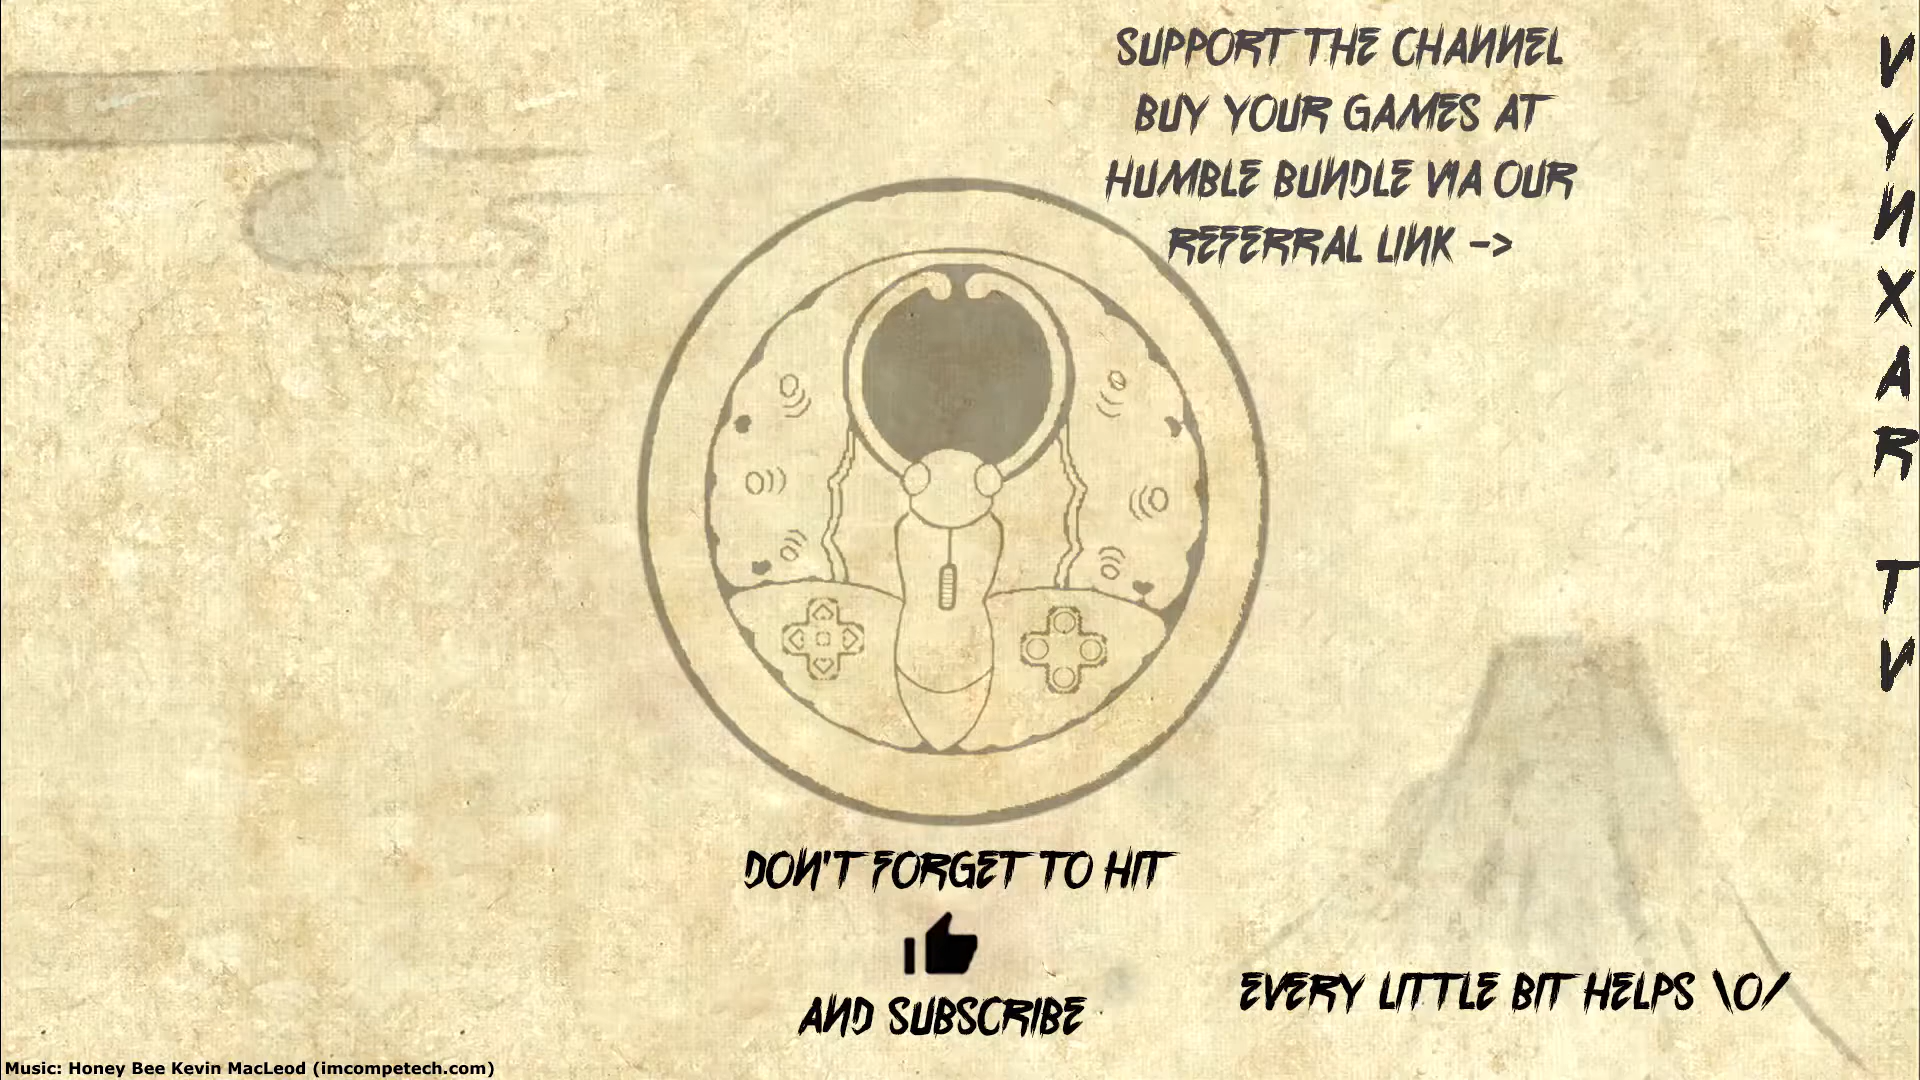 SUPPORT THE CHANNEL
BUY YOUR GAMES AT
HUMBLE BUNDLE VIA OUR
REFERRAL LINK ->
VYNXAR TV
DON'T FORGET TO HIT
AND SUBSCRIBE
EVERY LITTLE BIT HELPS \O/
Music: Honey Bee Kevin MacLeod (imcompetech.com)